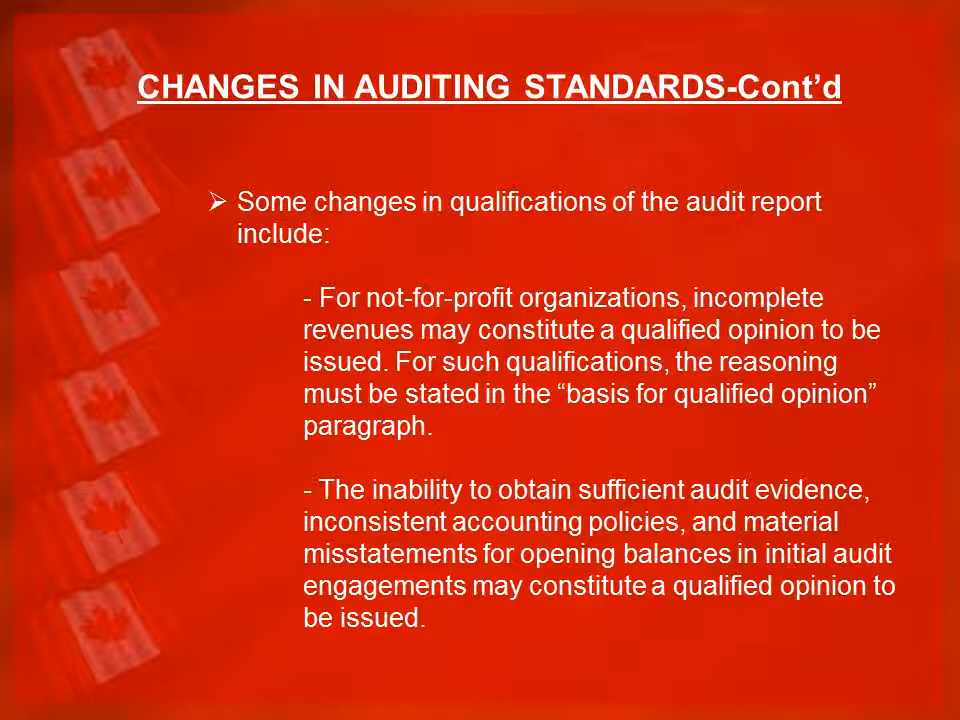 CHANGES IN AUDITING STANDARDS-Cont’d
➢ Some changes in qualifications of the audit report
include:
- For not-for-profit organizations, incomplete
revenues may constitute a qualified opinion to be
issued. For such qualifications, the reasoning
must be stated in the “basis for qualified opinion”
paragraph.
- The inability to obtain sufficient audit evidence,
inconsistent accounting policies, and material
misstatements for opening balances in initial audit
engagements may constitute a qualified opinion to
be issued.